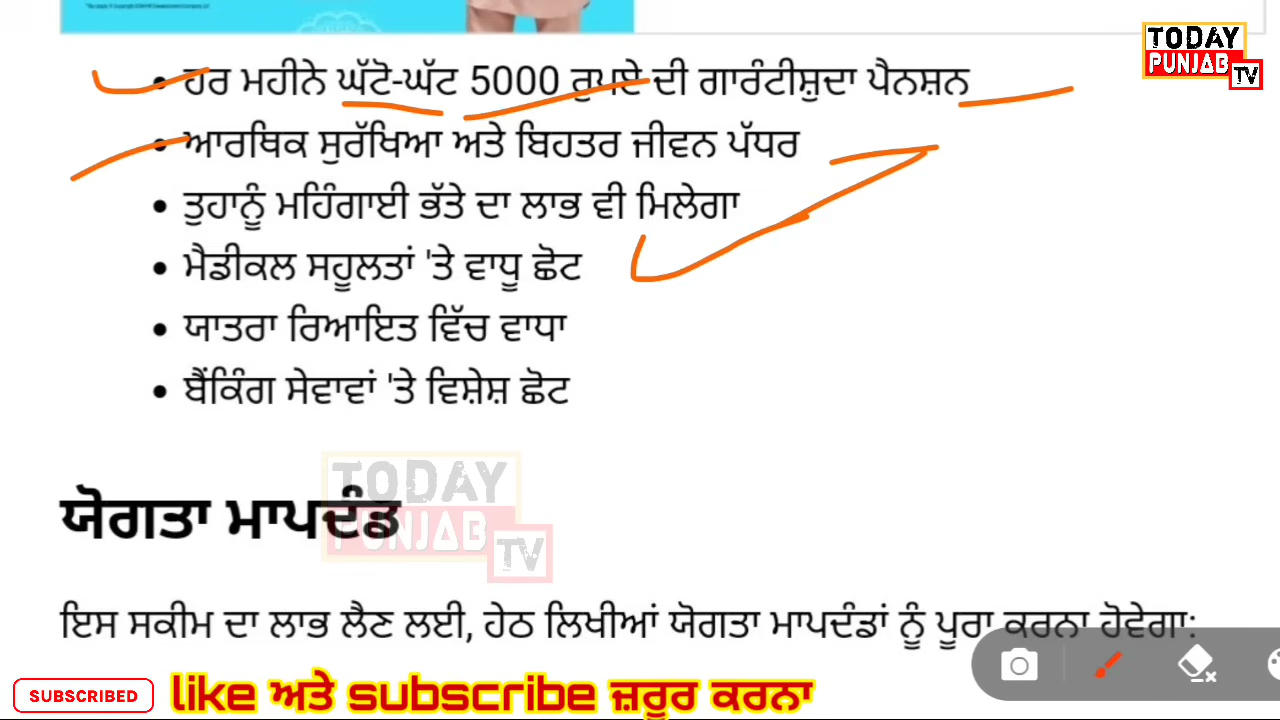 TODAY
PUNJAB
TV
ਹਰ ਮਹੀਨੇ ਘੱਟੋ-ਘੱਟ 5000 ਰੁਪਏ ਦੀ ਗਾਰੰਟੀਸ਼ੁਦਾ ਪੈਨਸ਼ਨ
ਆਰਥਿਕ ਸੁਰੱਖਿਆ ਅਤੇ ਬਿਹਤਰ ਜੀਵਨ ਪੱਧਰ
ਤੁਹਾਨੂੰ ਮਹਿੰਗਾਈ ਭੱਤੇ ਦਾ ਲਾਭ ਵੀ ਮਿਲੇਗਾ
ਮੈਡੀਕਲ ਸਹੂਲਤਾਂ 'ਤੇ ਵਾਧੂ ਛੋਟ
ਯਾਤਰਾ ਰਿਆਇਤ ਵਿੱਚ ਵਾਧਾ
ਬੈਂਕਿੰਗ ਸੇਵਾਵਾਂ 'ਤੇ ਵਿਸ਼ੇਸ਼ ਛੋਟ
TODAY
PUNJAB
TV
ਯੋਗਤਾ ਮਾਪਦੰਡ
ਇਸ ਸਕੀਮ ਦਾ ਲਾਭ ਲੈਣ ਲਈ, ਹੇਠ ਲਿਖੀਆਂ ਯੋਗਤਾ ਮਾਪਦੰਡਾਂ ਨੂੰ ਪੂਰਾ ਕਰਨਾ ਹੋਵੇਗਾ:
SUBSCRIBED
like ਅਤੇ subscribe ਜ਼ਰੂਰ ਕਰਨਾ